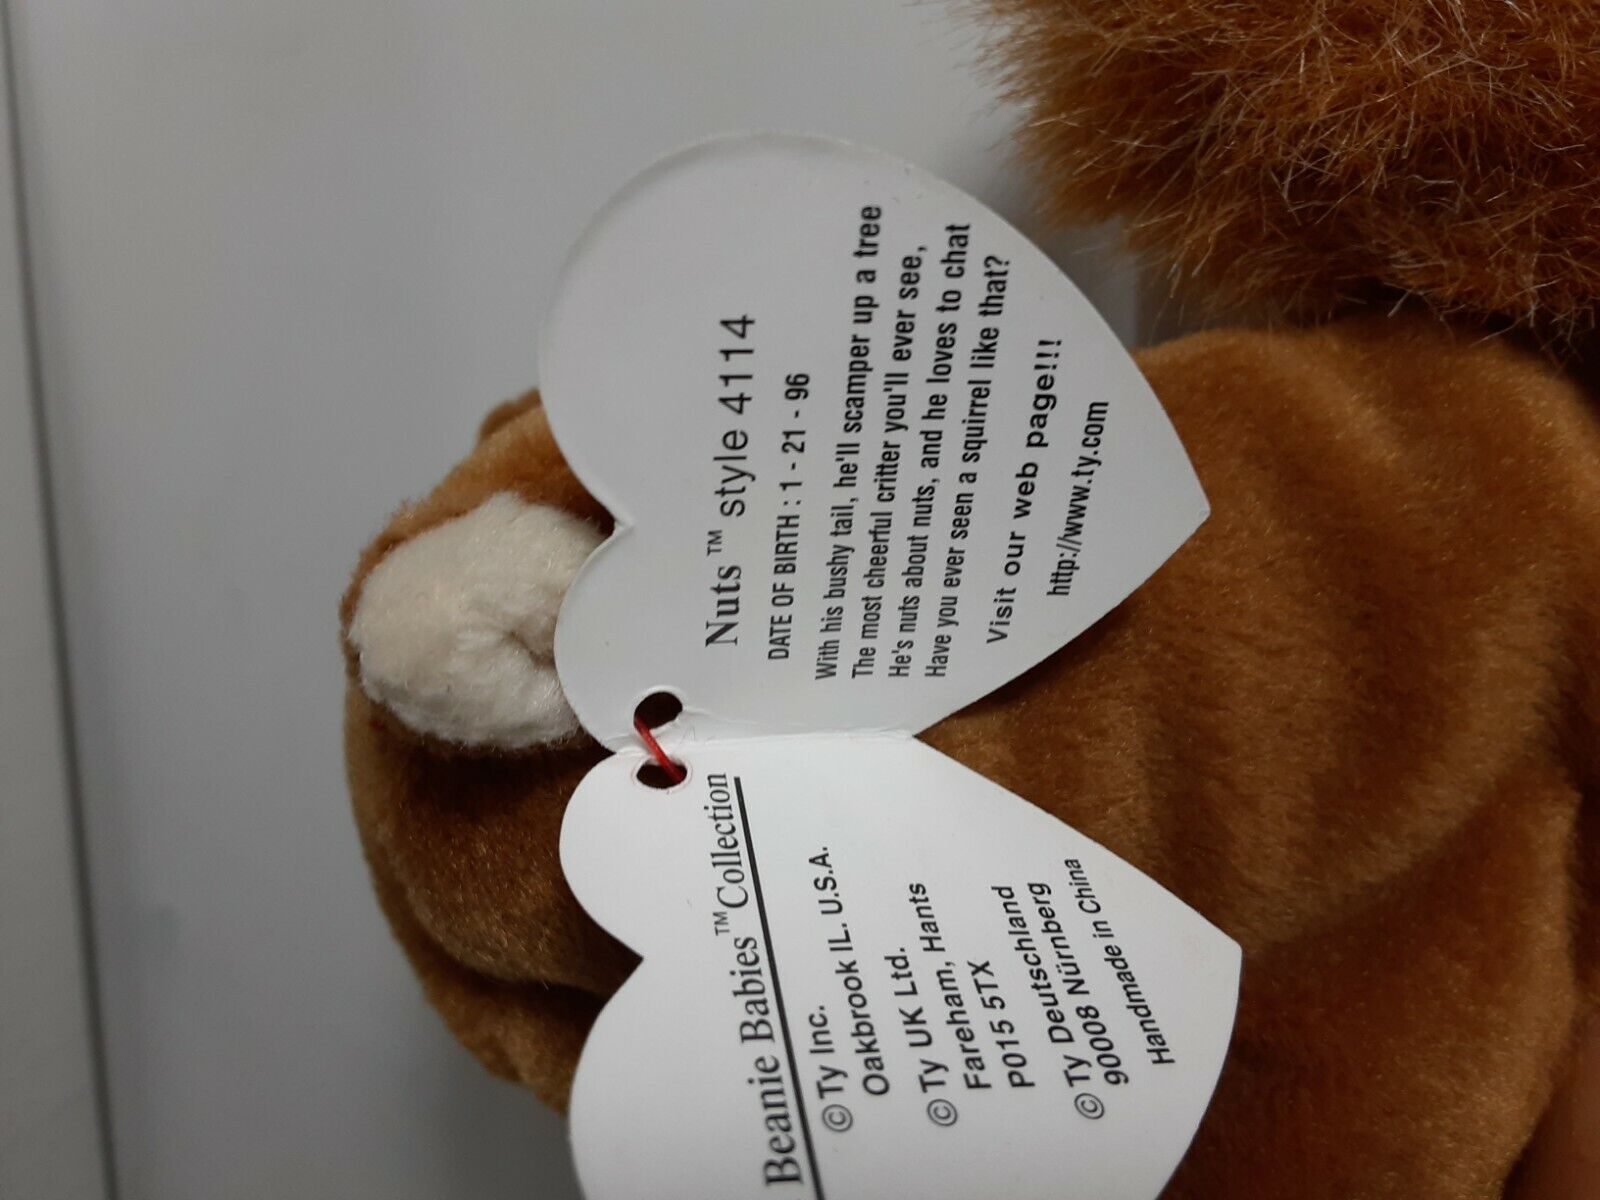 Beanie Babies™ Collection
© Ty Inc.
Oakbrook IL. U.S.A.
© Ty UK Ltd.
Fareham, Hants
P015 5TX
© Ty Deutschland
90008 Nürnberg
Handmade in China
Nuts™ style 4114
DATE OF BIRTH : 1 - 21 - 96
With his bushy tail, he'll scamper up a tree
The most cheerful critter you'll ever see,
He's nuts about nuts, and he loves to chat
Have you ever seen a squirrel like that?
Visit our web page!!!
http://www.ty.com